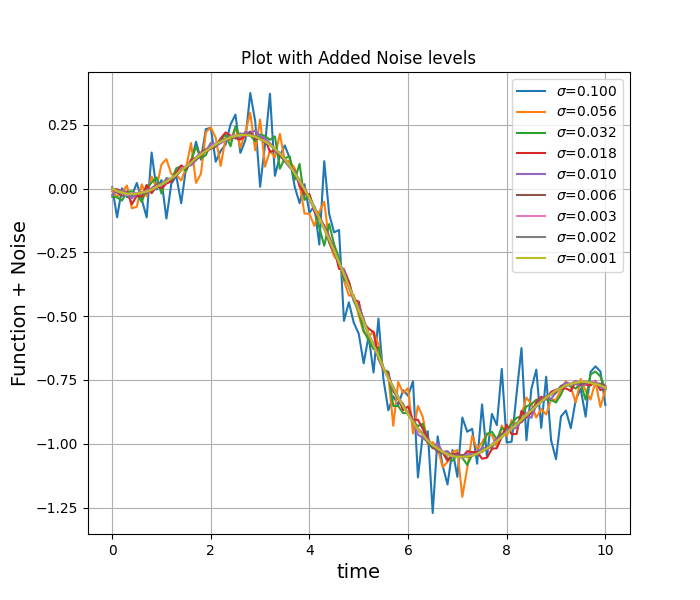 Plot with Added Noise levels
σ=0.100
σ=0.056
σ=0.032
σ=0.018
σ=0.010
σ=0.006
σ=0.003
σ=0.002
σ=0.001
0.25
0.00
−0.25
−0.50
−0.75
−1.00
−1.25
Function + Noise
0 2 4 6 8 10
time